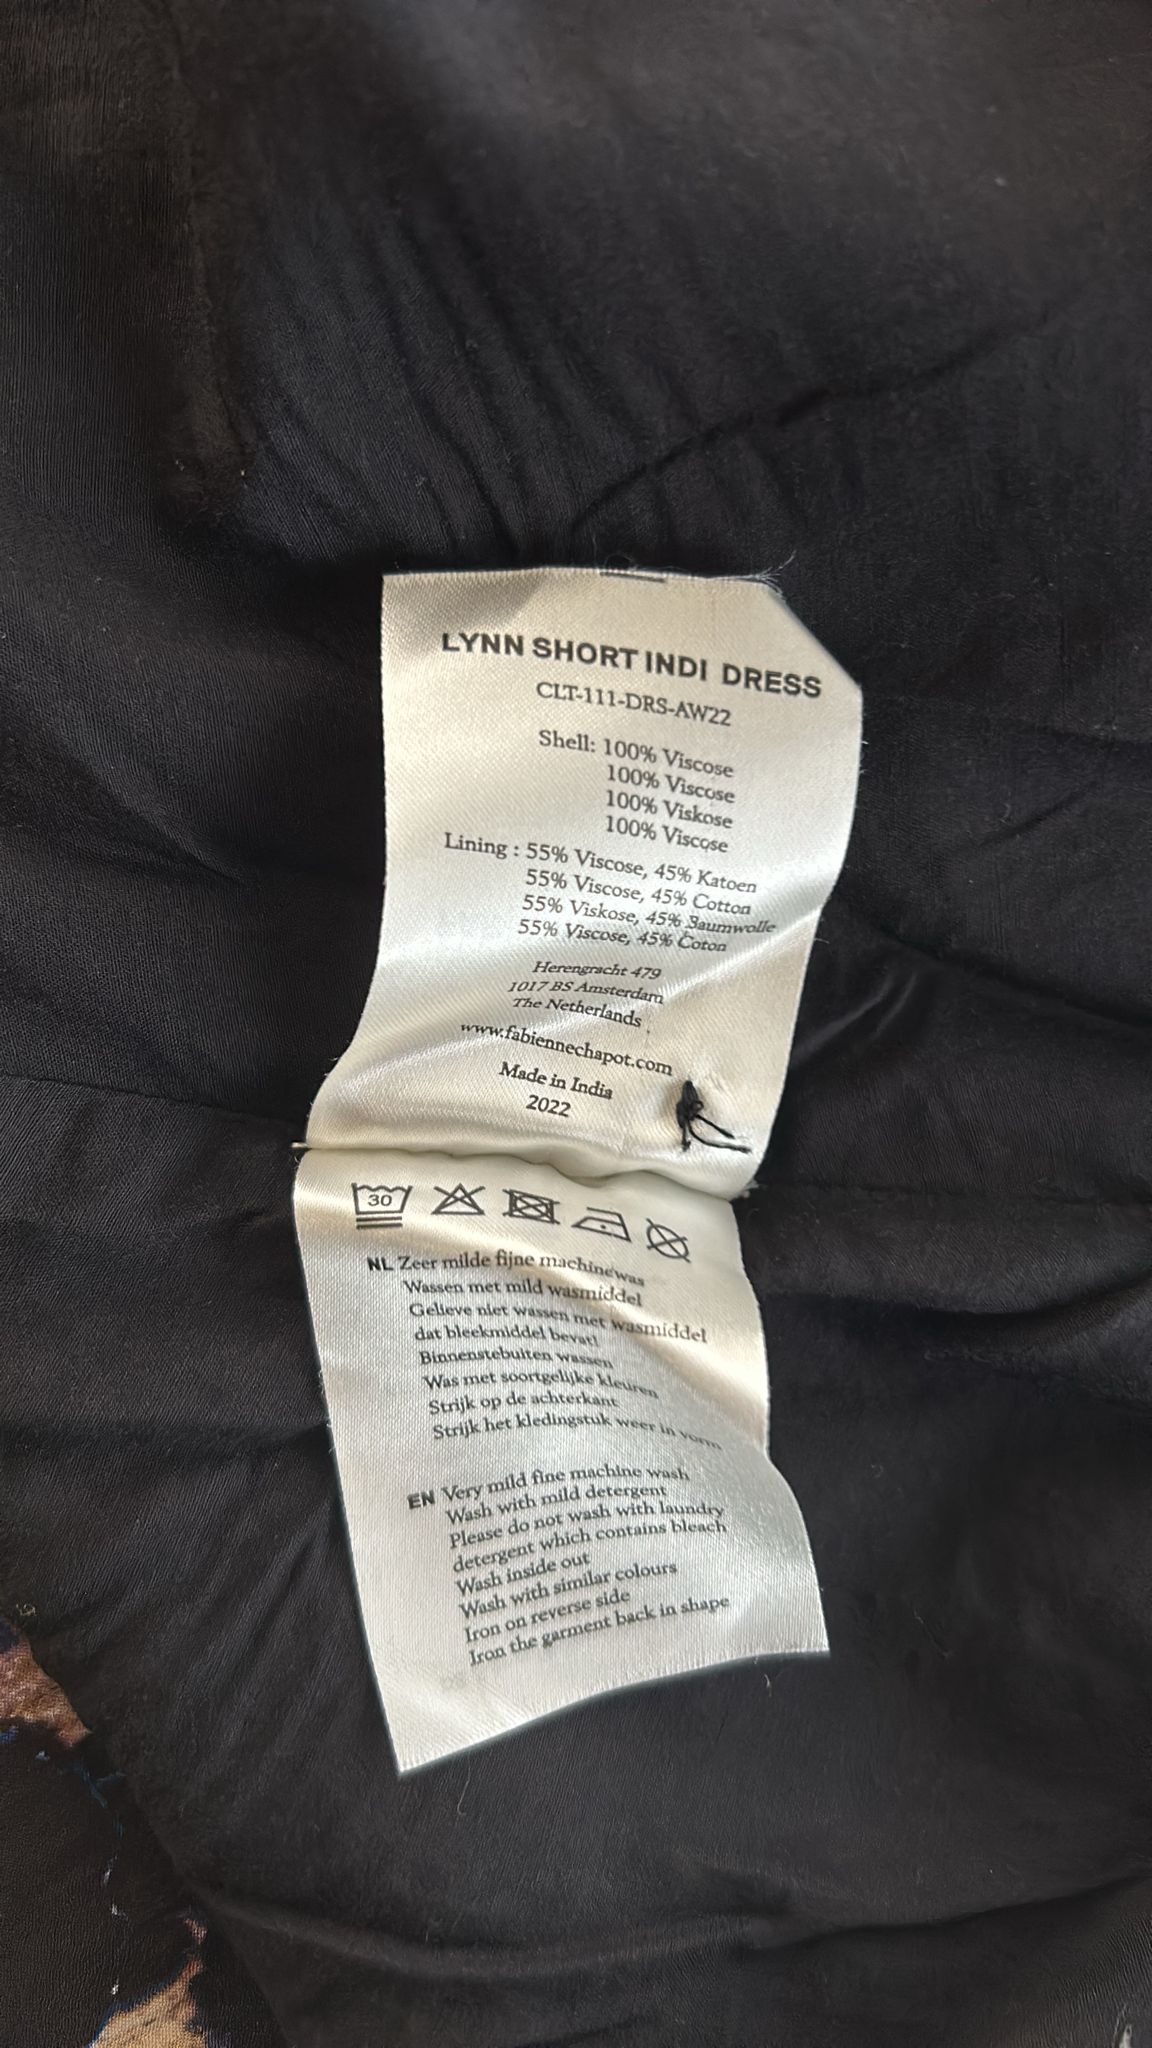 LYNN SHORT INDI DRESS
CLT-111-DRS-AW22
Shell: 100% Viscose
100% Viscose
100% Viskose
100% Viscose
Lining : 55% Viscose, 45% Katoen
55% Viscose, 45% Cotton
55% Viskose, 45% Baumwolle
55% Viscose, 45% Coton
Herengracht 479
1017 BS Amsterdam
The Netherlands
www.fabiennechapot.com
Made in India
2022
30
NL Zeer milde fijne machinewas
Wassen met mild wasmiddel
Gelieve niet wassen met wasmiddel
dat bleekmiddel bevat!
Binnenstebuiten wassen
Was met soortgelijke kleuren
Strijk op de achterkant
Strijk het kledingstuk weer in vorm
EN Very mild fine machine wash
Wash with mild detergent
Please do not wash with laundry
detergent which contains bleach
Wash inside out
Wash with similar colours
Iron on reverse side
Iron the garment back in shape